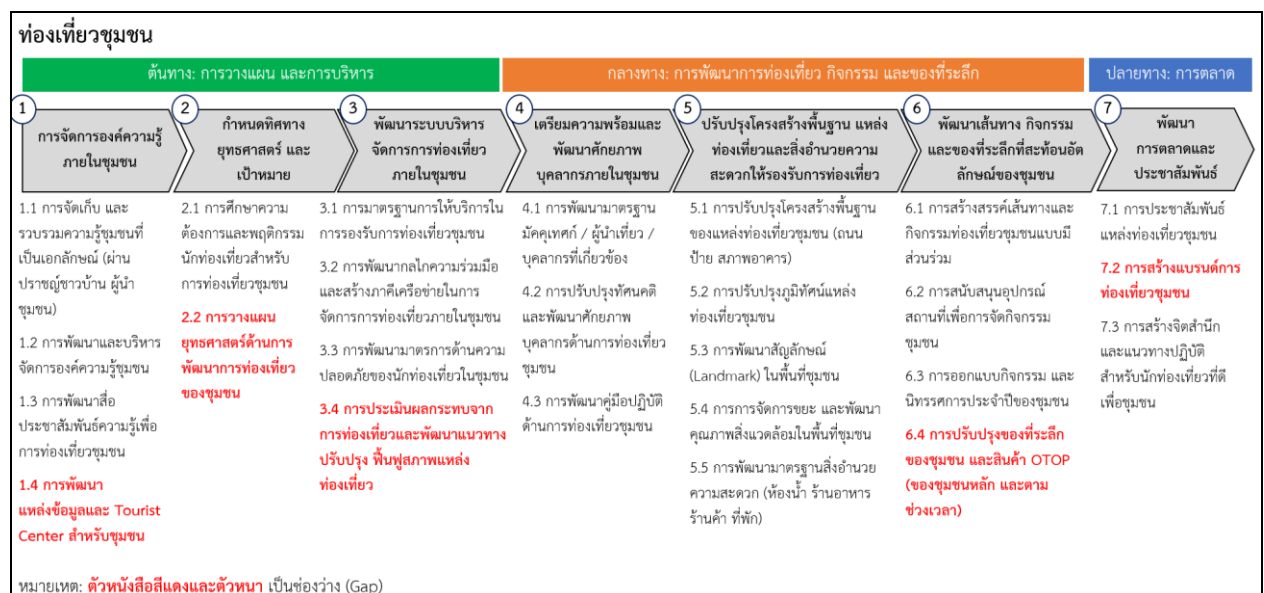 ท่องเที่ยวชุมชน
ต้นทาง: การวางแผน และการบริหาร
กลางทาง: การพัฒนาการท่องเที่ยว กิจกรรม และของที่ระลึก
ปลายทาง: การตลาด
1
การจัดการองค์ความรู้
ภายในชุมชน
2
กำหนดทิศทาง
ยุทธศาสตร์ และ
เป้าหมาย
3
พัฒนาระบบบริหาร
จัดการการท่องเที่ยว
ภายในชุมชน
4
เตรียมความพร้อมและ
พัฒนาศักยภาพ
บุคลากรภายในชุมชน
5
ปรับปรุงโครงสร้างพื้นฐาน แหล่ง
ท่องเที่ยวและสิ่งอำนวยความ
สะดวกให้รองรับการท่องเที่ยว
6
พัฒนาเส้นทาง กิจกรรม
และของที่ระลึกที่สะท้อนอัต
ลักษณ์ของชุมชน
7
พัฒนา
การตลาดและ
ประชาสัมพันธ์
1.1 การจัดเก็บ และ
รวบรวมความรู้ชุมชนที่
เป็นเอกลักษณ์ (ผ่าน
ปราชญ์ชาวบ้าน ผู้นำ
ชุมชน)
1.2 การพัฒนาและบริหาร
จัดการองค์ความรู้ชุมชน
1.3 การพัฒนาสื่อ
ประชาสัมพันธ์ความรู้เพื่อ
การท่องเที่ยวชุมชน
1.4 การพัฒนา
แหล่งข้อมูลและ Tourist
Center สำหรับชุมชน
2.1 การศึกษาความ
ต้องการและพฤติกรรม
นักท่องเที่ยวสำหรับ
การท่องเที่ยวชุมชน
2.2 การวางแผน
ยุทธศาสตร์ด้านการ
พัฒนาการท่องเที่ยว
ของชุมชน
3.1 การมาตรฐานการให้บริการใน
การรองรับการท่องเที่ยวชุมชน
3.2 การพัฒนากลไกความร่วมมือ
และสร้างภาคีเครือข่ายในการ
จัดการการท่องเที่ยวภายในชุมชน
3.3 การพัฒนามาตรการด้านความ
ปลอดภัยของนักท่องเที่ยวในชุมชน
3.4 การประเมินผลกระทบจาก
การท่องเที่ยวและพัฒนาแนวทาง
ปรับปรุง ฟื้นฟูสภาพแหล่ง
ท่องเที่ยว
4.1 การพัฒนามาตรฐาน
มัคคุเทศก์ / ผู้นำเที่ยว /
บุคลากรที่เกี่ยวข้อง
4.2 การปรับปรุงทัศนคติ
และพัฒนาศักยภาพ
บุคลากรด้านการท่องเที่ยว
ชุมชน
4.3 การพัฒนาคู่มือปฏิบัติ
ด้านการท่องเที่ยวชุมชน
5.1 การปรับปรุงโครงสร้างพื้นฐาน
ของแหล่งท่องเที่ยวชุมชน (ถนน
ป้าย สภาพอาคาร)
5.2 การปรับปรุงภูมิทัศน์แหล่ง
ท่องเที่ยวชุมชน
5.3 การพัฒนาสัญลักษณ์
(Landmark) ในพื้นที่ชุมชน
5.4 การการจัดการขยะ และพัฒนา
คุณภาพสิ่งแวดล้อมในพื้นที่ชุมชน
5.5 การพัฒนามาตรฐานสิ่งอำนวย
ความสะดวก (ห้องน้ำ ร้านอาหาร
ร้านค้า ที่พัก)
6.1 การสร้างสรรค์เส้นทางและ
กิจกรรมท่องเที่ยวชุมชนแบบมี
ส่วนร่วม
6.2 การสนับสนุนอุปกรณ์
สถานที่เพื่อการจัดกิจกรรม
ชุมชน
6.3 การออกแบบกิจกรรม และ
นิทรรศการประจำปีของชุมชน
6.4 การปรับปรุงของที่ระลึก
ของชุมชน และสินค้า OTOP
(ของชุมชนหลัก และตาม
ช่วงเวลา)
7.1 การประชาสัมพันธ์
แหล่งท่องเที่ยวชุมชน
7.2 การสร้างแบรนด์การ
ท่องเที่ยวชุมชน
7.3 การสร้างจิตสำนึก
และแนวทางปฏิบัติ
สำหรับนักท่องเที่ยวที่ดี
เพื่อชุมชน
หมายเหตุ: ตัวหนังสือสีแดงและตัวหนา เป็นช่องว่าง (Gap)